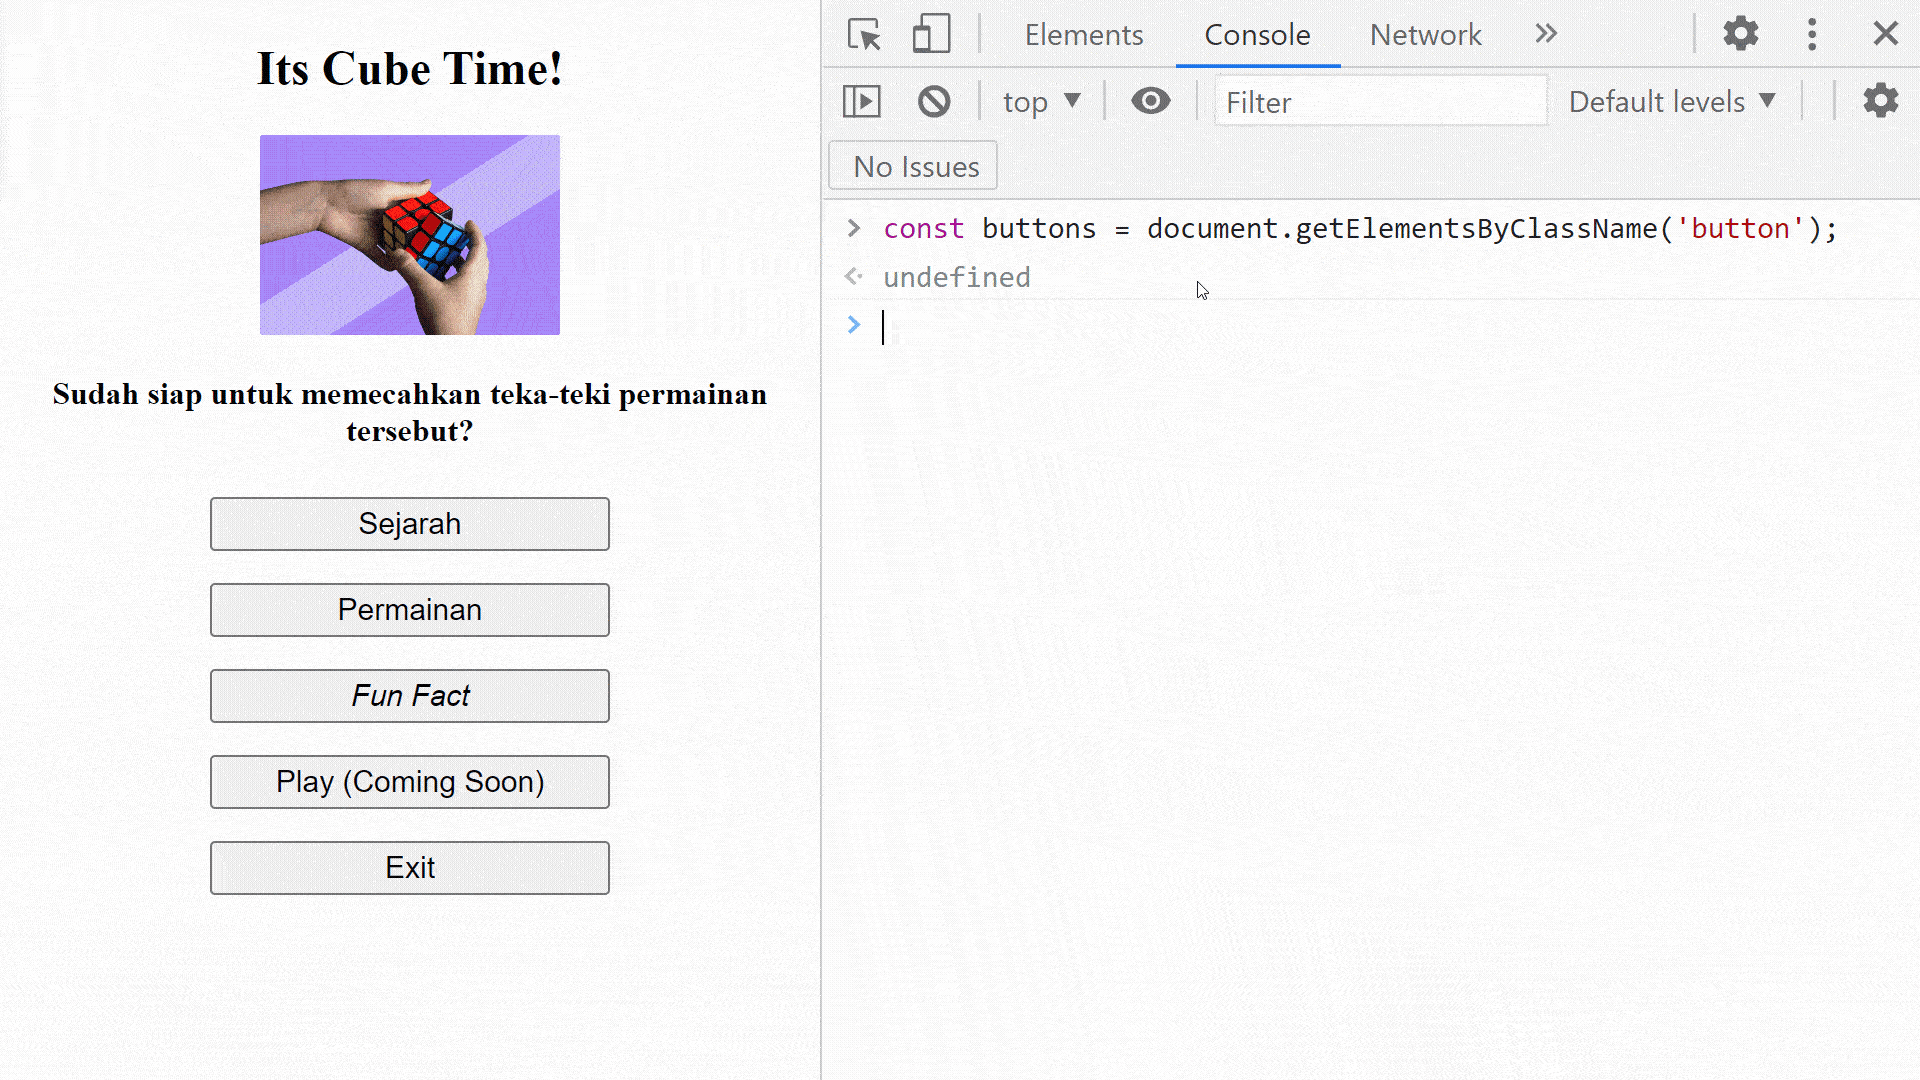 Its Cube Time!
Sudah siap untuk memecahkan teka-teki permainan
tersebut?
Sejarah
Permainan
Fun Fact
Play (Coming Soon)
Exit
Elements Console Network
top Filter Default levels
No Issues
const buttons = document.getElementsByClassName('button');
undefined